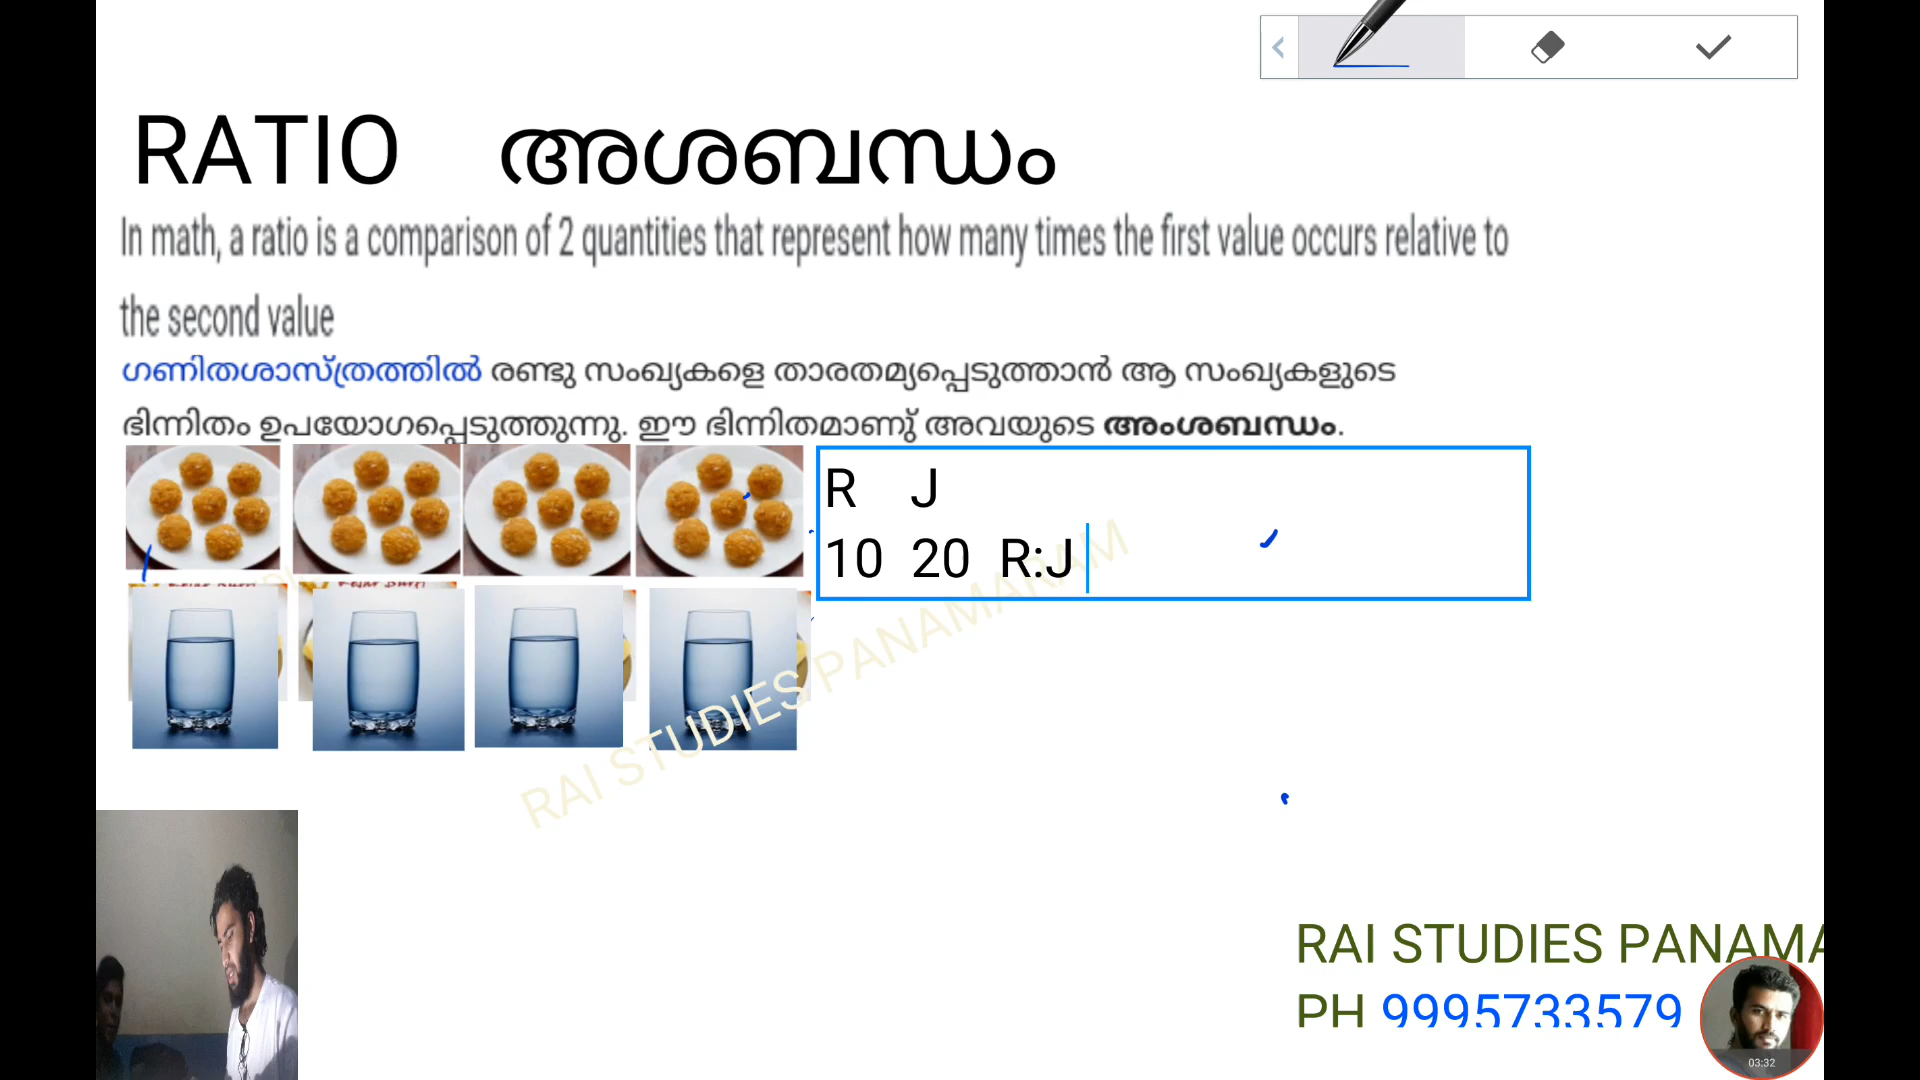 RATIO അശബന്ധം
In math, a ratio is a comparison of 2 quantities that represent how many times the first value occurs relative to
the second value
ഗണിതശാസ്ത്രത്തിൽ രണ്ടു സംഖ്യകളെ താരതമ്യപ്പെടുത്താൻ ആ സംഖ്യകളുടെ
ഭിന്നിതം ഉപയോഗപ്പെടുത്തുന്നു. ഈ ഭിന്നിതമാണു് അവയുടെ അംശബന്ധം.
R J
10 20 R:J
RAI STUDIES PANAMARAM
RAI STUDIES PANAMA
PH 9995733579
03:32